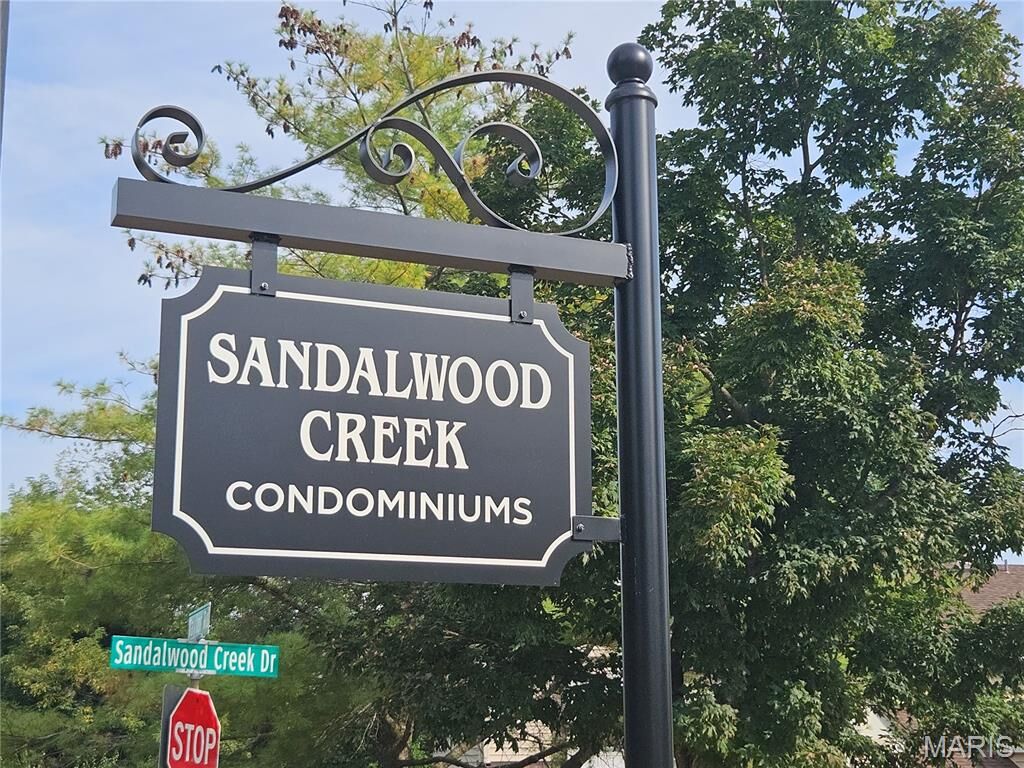 SANDALWOOD
CREEK
CONDOMINIUMS
Sandalwood Creek Dr
STOP
MARIS